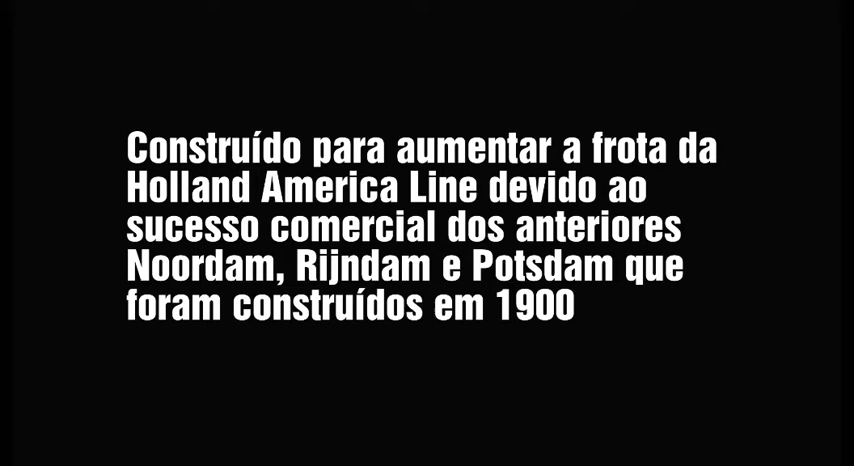 Construído para aumentar a frota da
Holland America Line devido ao
sucesso comercial dos anteriores
Noordam, Rijndam e Potsdam que
foram construídos em 1900